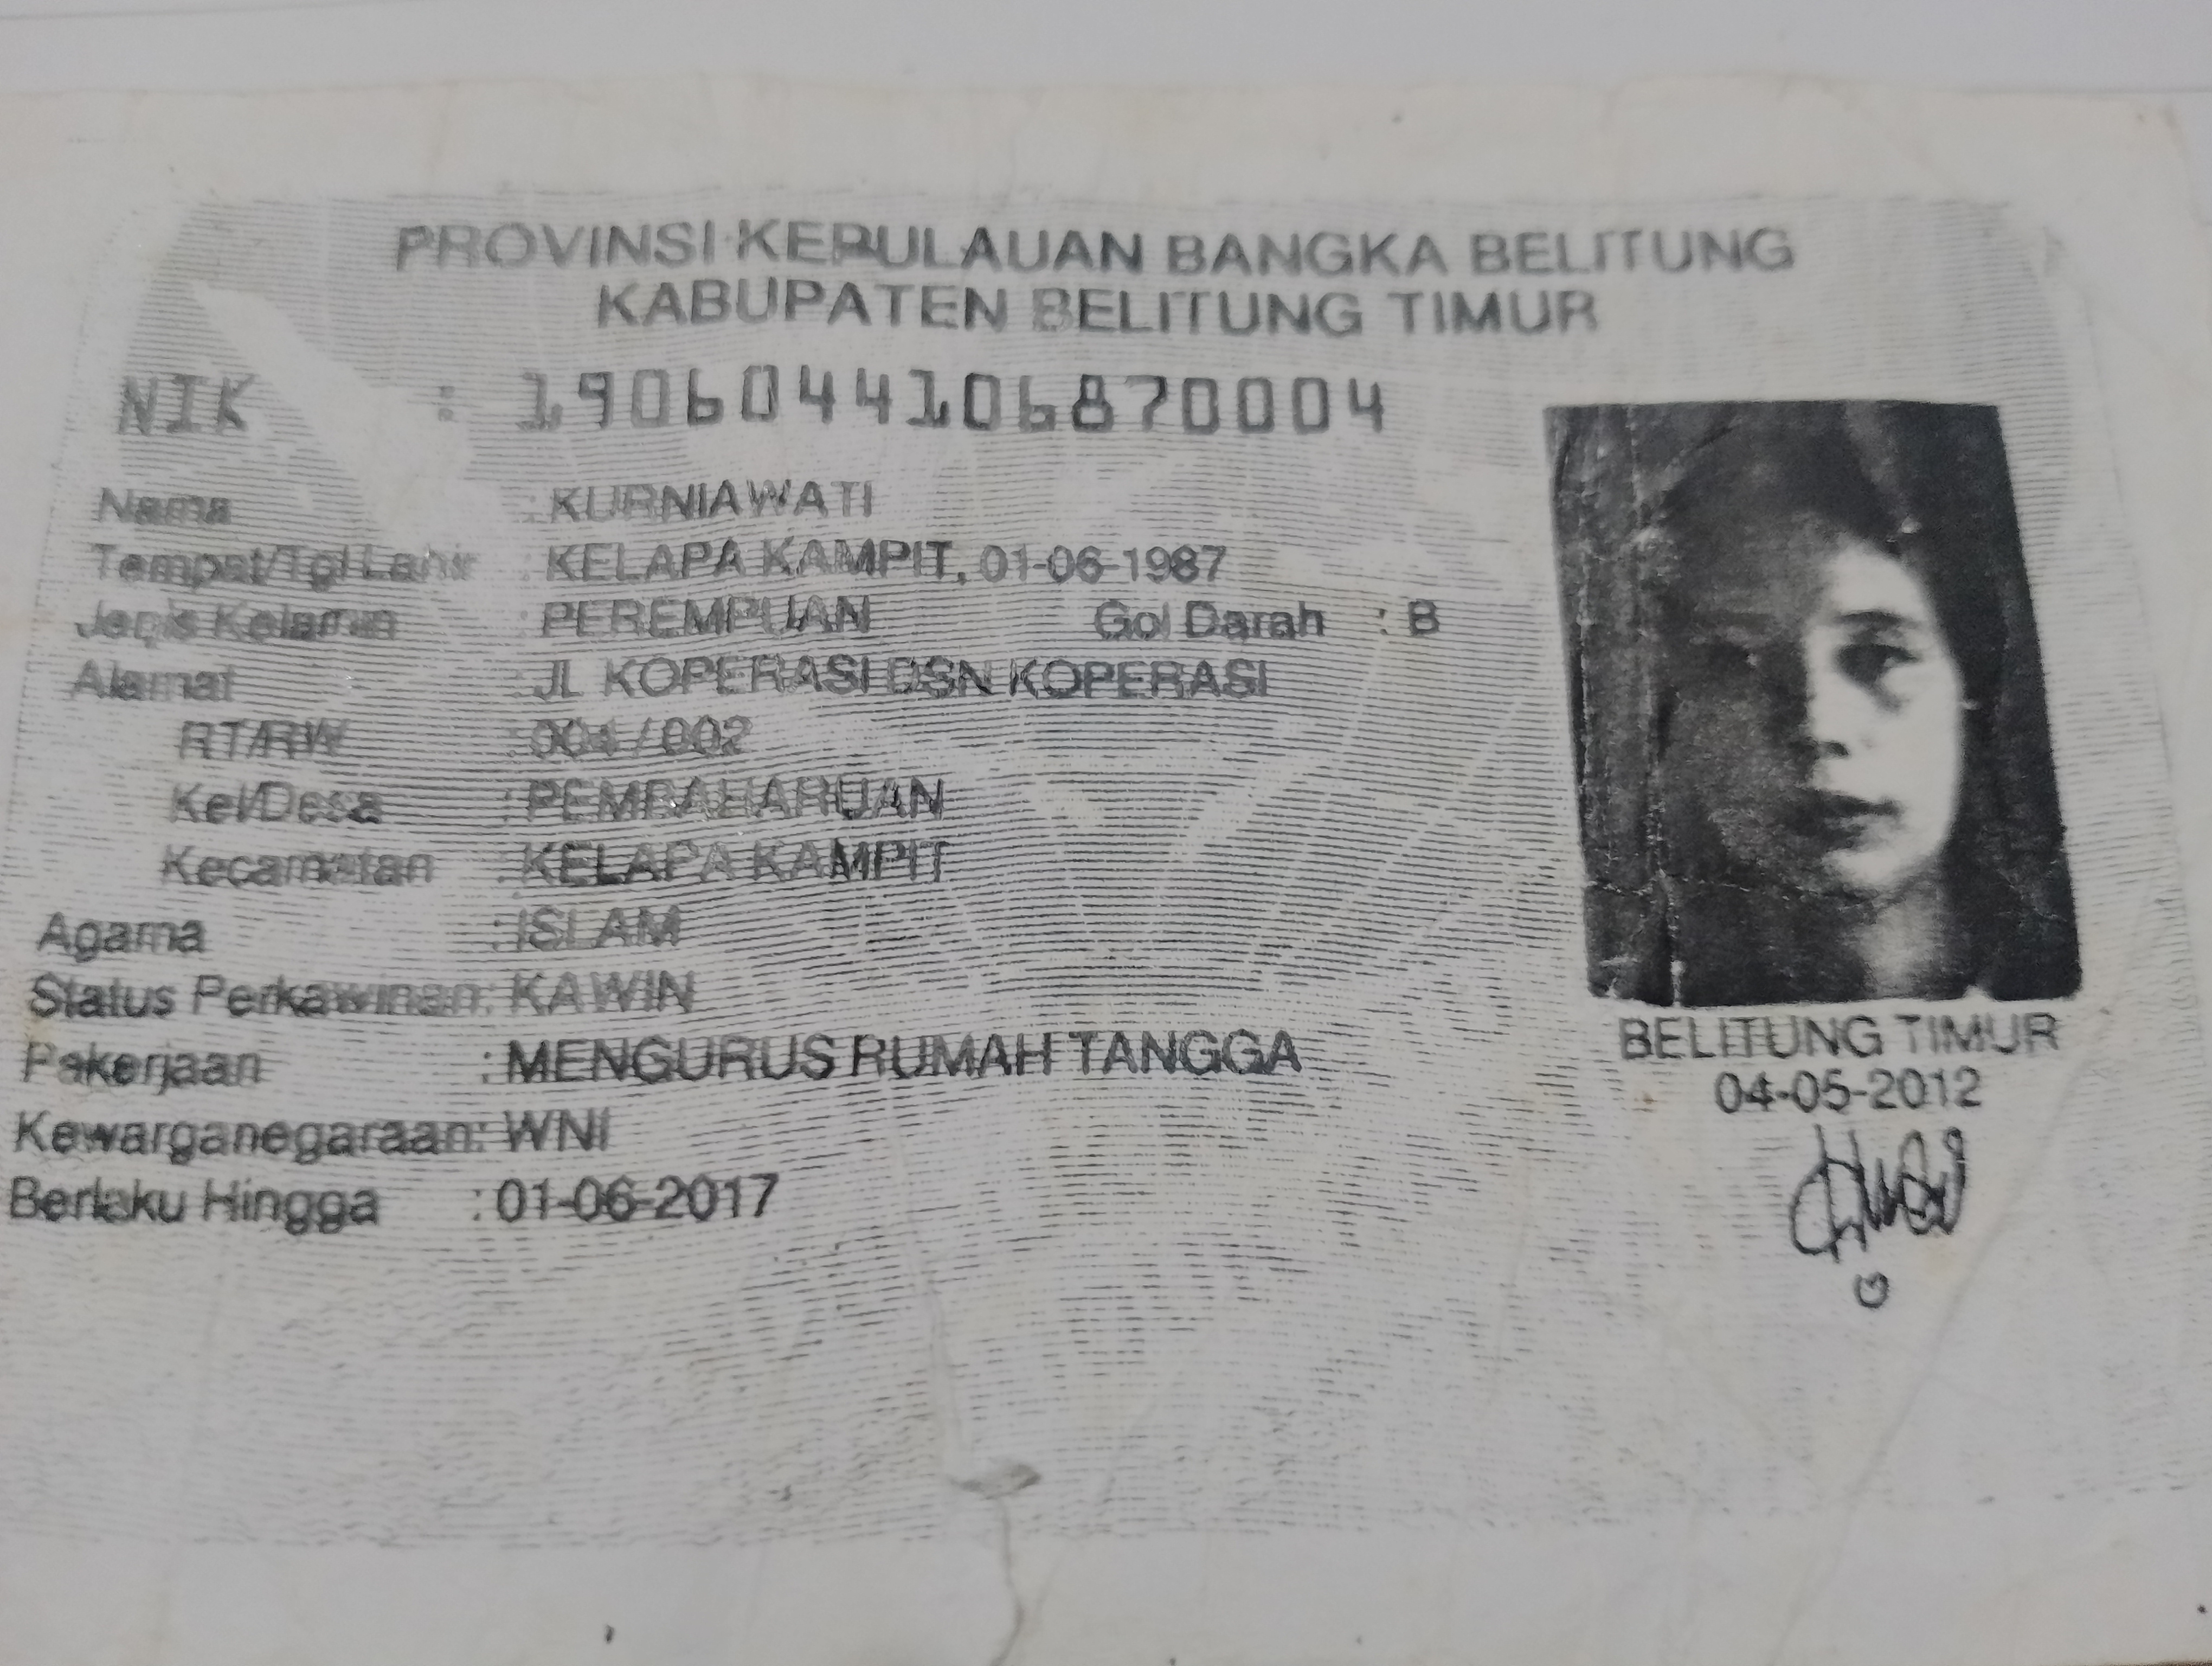 PROVINSI KEPULAUAN BANGKA BELITUNG
KABUPATEN BELITUNG TIMUR
NIK : 1906044106870004
Nama : KURNIAWATI
Tempat/Tgl Lahir : KELAPA KAMPIT, 01-06-1987
Jenis Kelamin : PEREMPUAN Gol Darah : B
Alamat : JL KOPERASI DSN KOPERASI
RT/RW : 004 / 002
Kel/Desa : PEMBAHARUAN
Kecamatan : KELAPA KAMPIT
Agama : ISLAM
Status Perkawinan : KAWIN
Pekerjaan : MENGURUS RUMAH TANGGA
Kewarganegaraan: WNI
Berlaku Hingga : 01-06-2017
BELITUNG TIMUR
04-05-2012